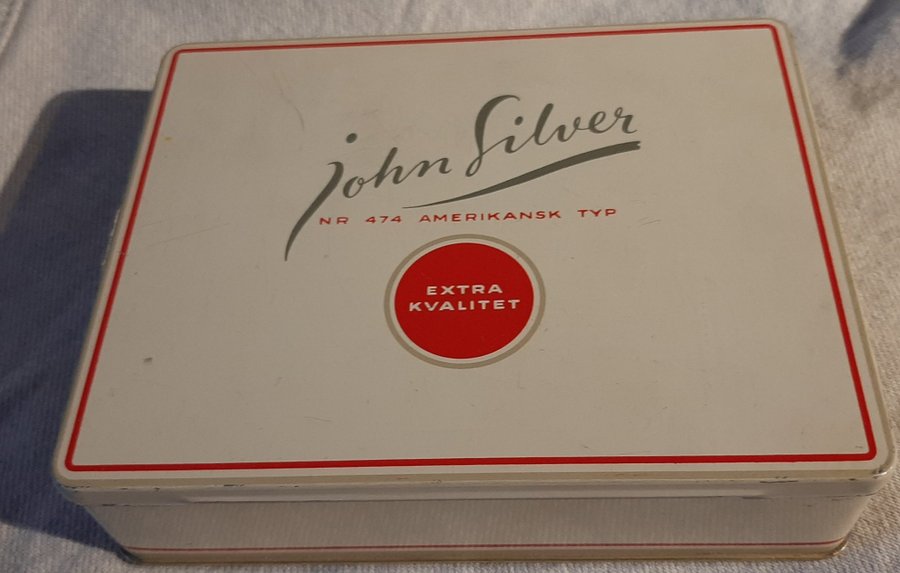 John Silver
NR 474 AMERIKANSK TYP
EXTRA
KVALITET